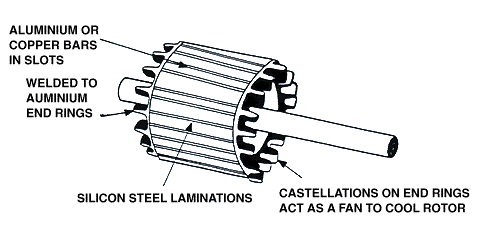 ALUMINIUM OR
COPPER BARS
IN SLOTS
WELDED TO
AUMINIUM
END RINGS
SILICON STEEL LAMINATIONS
CASTELLATIONS ON END RINGS
ACT AS A FAN TO COOL ROTOR